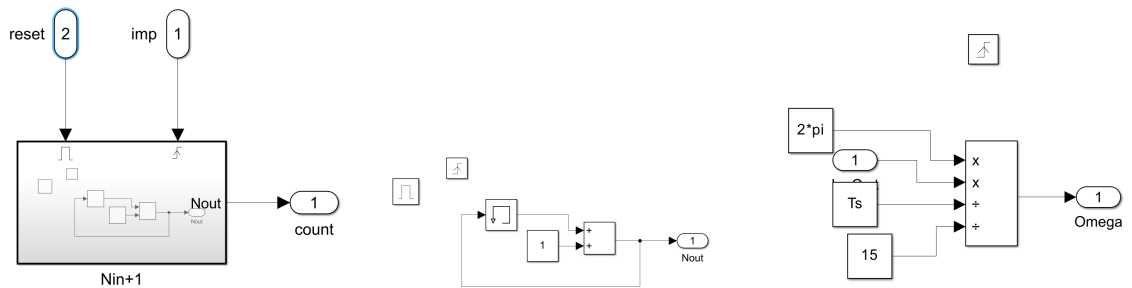 reset
2
imp
1
Nout
Nout
1
count
Nin+1
1
+
+
1
Nout
2*pi
1
Ts
15
x
x
÷
÷
1
Omega